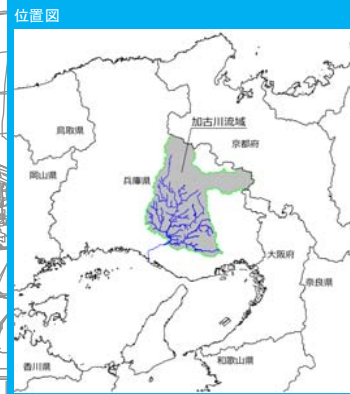 位置図
加古川流域
鳥取県
京都府
岡山県
兵庫県
大阪府
奈良県
香川県
和歌山県